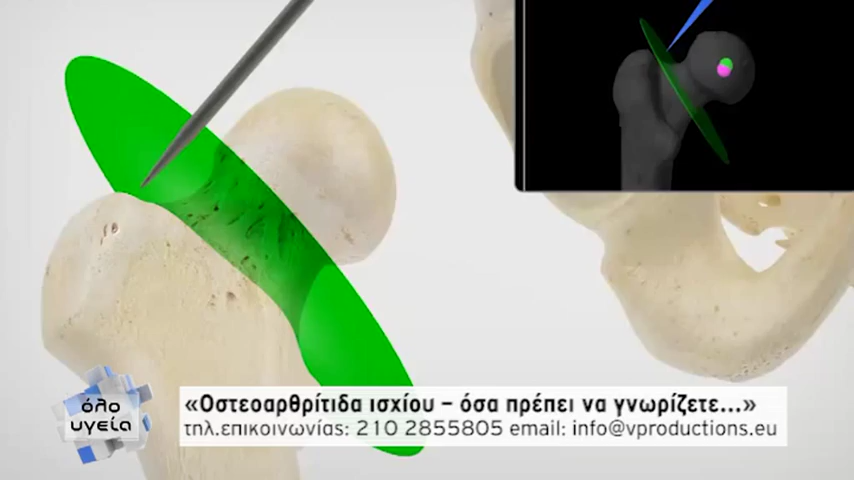 «Οστεοαρθρίτιδα ισχίου – όσα πρέπει να γνωρίζετε...»
τηλ.επικοινωνίας: 210 2855805 email: info@vproductions.eu
όλο
υγεία